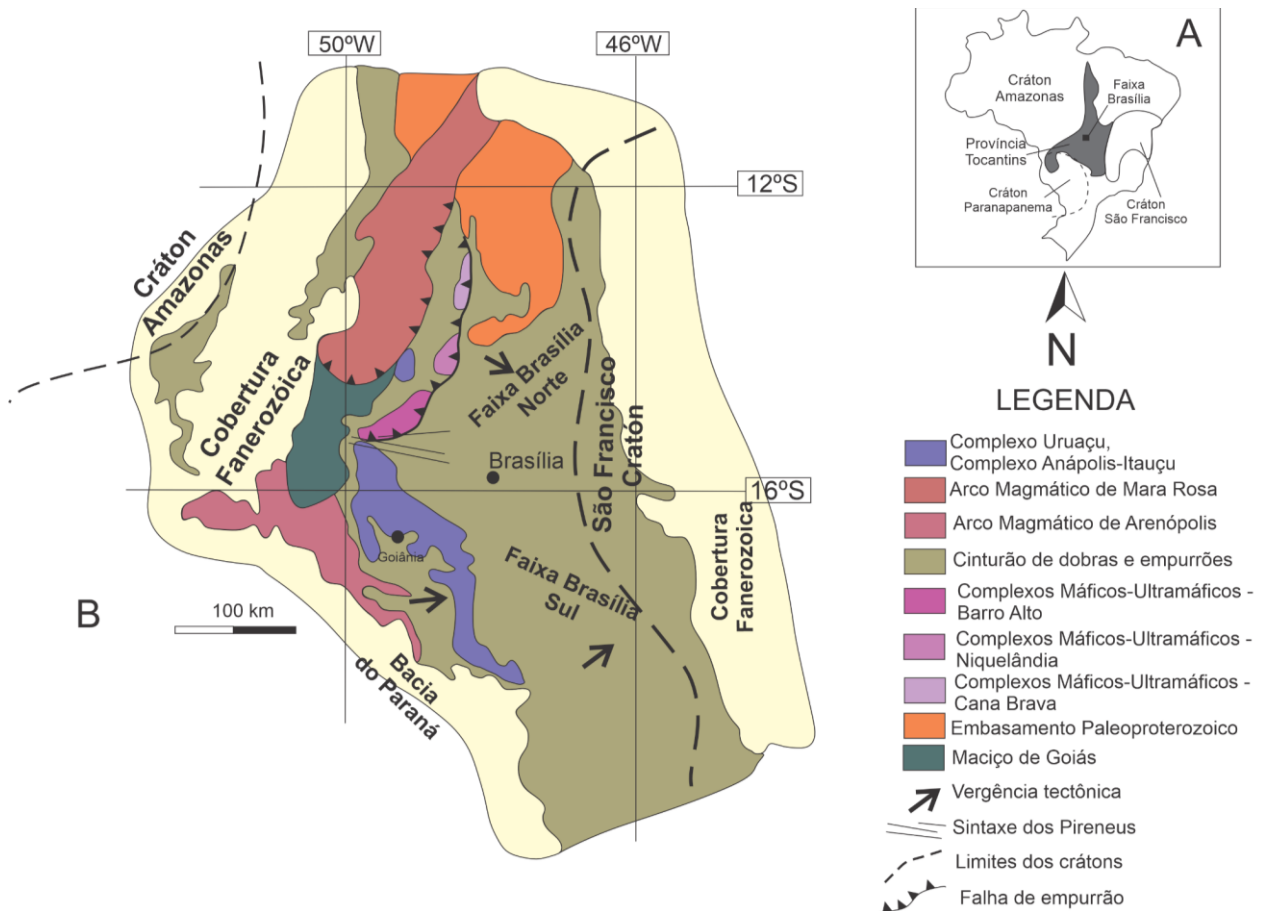 50ºW
46ºW
12ºS
16ºS
Cráton
Amazonas
Cobertura
Fanerozóica
Faixa Brasília
Norte
Brasília
São Francisco
Crátón
Goiânia
Faixa Brasília
Sul
Cobertura
Fanerozoica
Bacia
do Paraná
B
100 km
A
Cráton
Amazonas
Faixa
Brasília
Província
Tocantins
Cráton
Paranapanema
Cráton
São Francisco
N
LEGENDA
Complexo Uruaçu,
Complexo Anápolis-Itauçu
Arco Magmático de Mara Rosa
Arco Magmático de Arenópolis
Cinturão de dobras e empurrões
Complexos Máficos-Ultramáficos -
Barro Alto
Complexos Máficos-Ultramáficos -
Niquelândia
Complexos Máficos-Ultramáficos -
Cana Brava
Embasamento Paleoproterozoico
Maciço de Goiás
Vergência tectônica
Sintaxe dos Pireneus
Limites dos crátons
Falha de empurrão